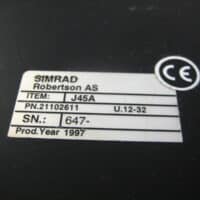 SIMRAD
Robertson AS
ITEM: J45A
PN.21102611 U.12-32
SN.: 647-
Prod.Year 1997
CE